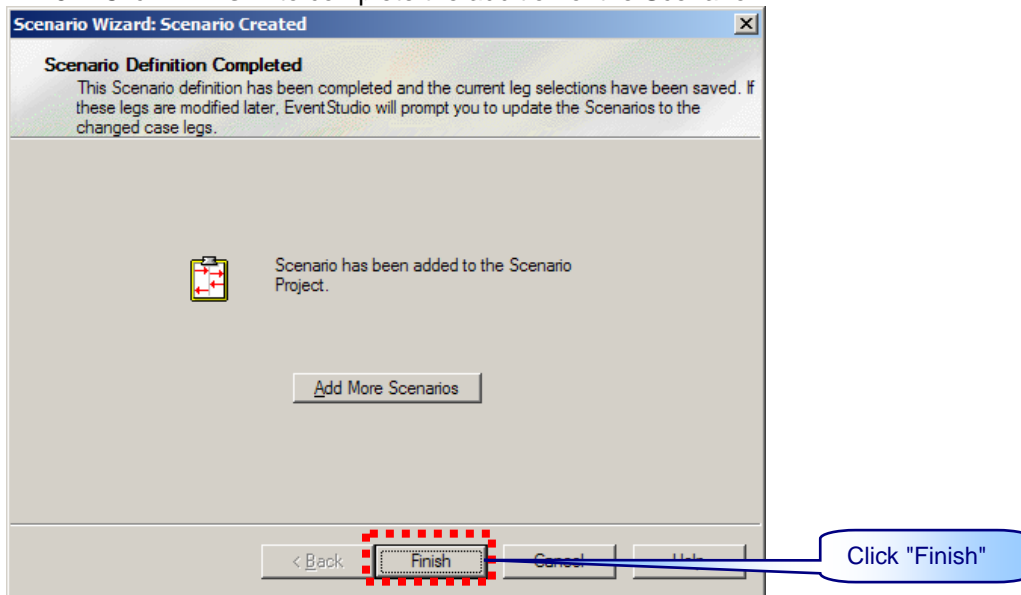 Scenario Wizard: Scenario Created
Scenario Definition Completed
This Scenario definition has been completed and the current leg selections have been saved. If
these legs are modified later, EventStudio will prompt you to update the Scenarios to the
changed case legs.
Scenario has been added to the Scenario
Project.
Add More Scenarios
< Back
Finish
Cancel
Help
Click "Finish"